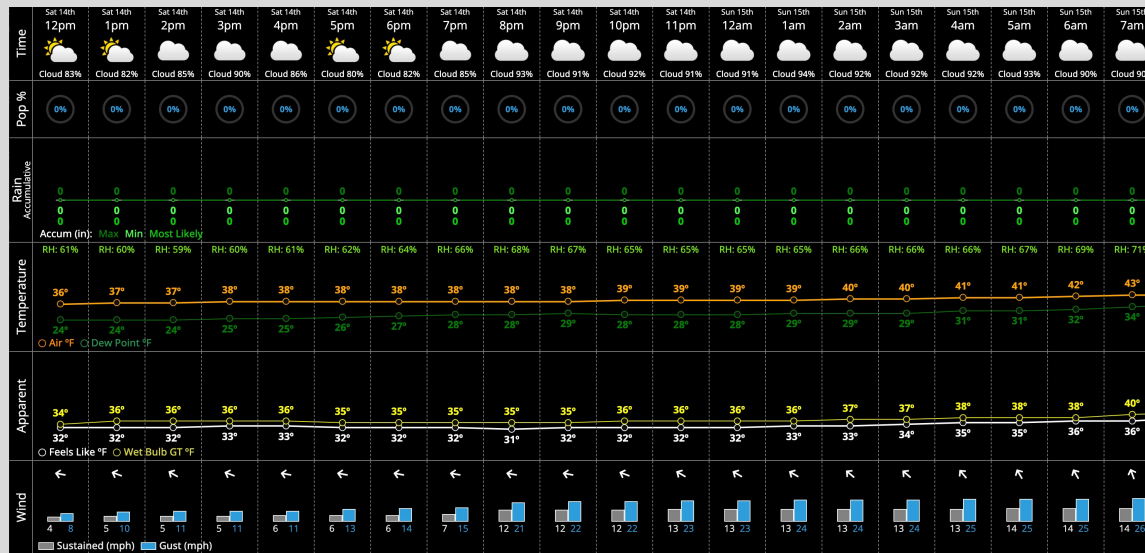 Time
Sat 14th Sat 14th Sat 14th Sat 14th Sat 14th Sat 14th Sat 14th Sat 14th Sat 14th Sat 14th Sat 14th Sat 14th Sun 15th Sun 15th Sun 15th Sun 15th Sun 15th Sun 15th Sun 15th Sun 15th
12pm 1pm 2pm 3pm 4pm 5pm 6pm 7pm 8pm 9pm 10pm 11pm 12am 1am 2am 3am 4am 5am 6am 7am
Cloud 83% Cloud 82% Cloud 85% Cloud 90% Cloud 86% Cloud 80% Cloud 82% Cloud 85% Cloud 93% Cloud 91% Cloud 92% Cloud 91% Cloud 91% Cloud 94% Cloud 92% Cloud 92% Cloud 92% Cloud 93% Cloud 90% Cloud 90
Pop %
0% 0% 0% 0% 0% 0% 0% 0% 0% 0% 0% 0% 0% 0% 0% 0% 0% 0% 0% 0%
Rain
Accumulative
0 0 0 0 0 0 0 0 0 0 0 0 0 0 0 0 0 0 0 0
0 0 0 0 0 0 0 0 0 0 0 0 0 0 0 0 0 0 0 0
0 0 0 0 0 0 0 0 0 0 0 0 0 0 0 0 0 0 0 0
Accum (in): Max Min Most Likely
Temperature
RH: 61% RH: 60% RH: 59% RH: 60% RH: 61% RH: 62% RH: 64% RH: 66% RH: 68% RH: 67% RH: 65% RH: 65% RH: 65% RH: 65% RH: 66% RH: 66% RH: 66% RH: 67% RH: 69% RH: 71%
36° 37° 37° 38° 38° 38° 38° 38° 38° 38° 39° 39° 39° 39° 40° 40° 41° 41° 42° 43°
24° 24° 24° 25° 25° 26° 27° 28° 28° 29° 28° 28° 28° 29° 29° 29° 31° 31° 32° 34°
Air °F Dew Point °F
Apparent
34° 36° 36° 36° 36° 35° 35° 35° 35° 35° 36° 36° 36° 36° 37° 37° 38° 38° 38° 40°
32° 32° 32° 33° 33° 32° 32° 32° 31° 32° 32° 32° 32° 33° 33° 34° 35° 35° 36° 36°
Feels Like °F Wet Bulb GT °F
Wind
4 8 5 10 5 11 5 11 6 11 6 13 6 14 7 15 12 21 12 22 12 22 13 23 12 23 13 24 13 24 13 24 13 25 14 25 14 25 14 26
Sustained (mph) Gust (mph)